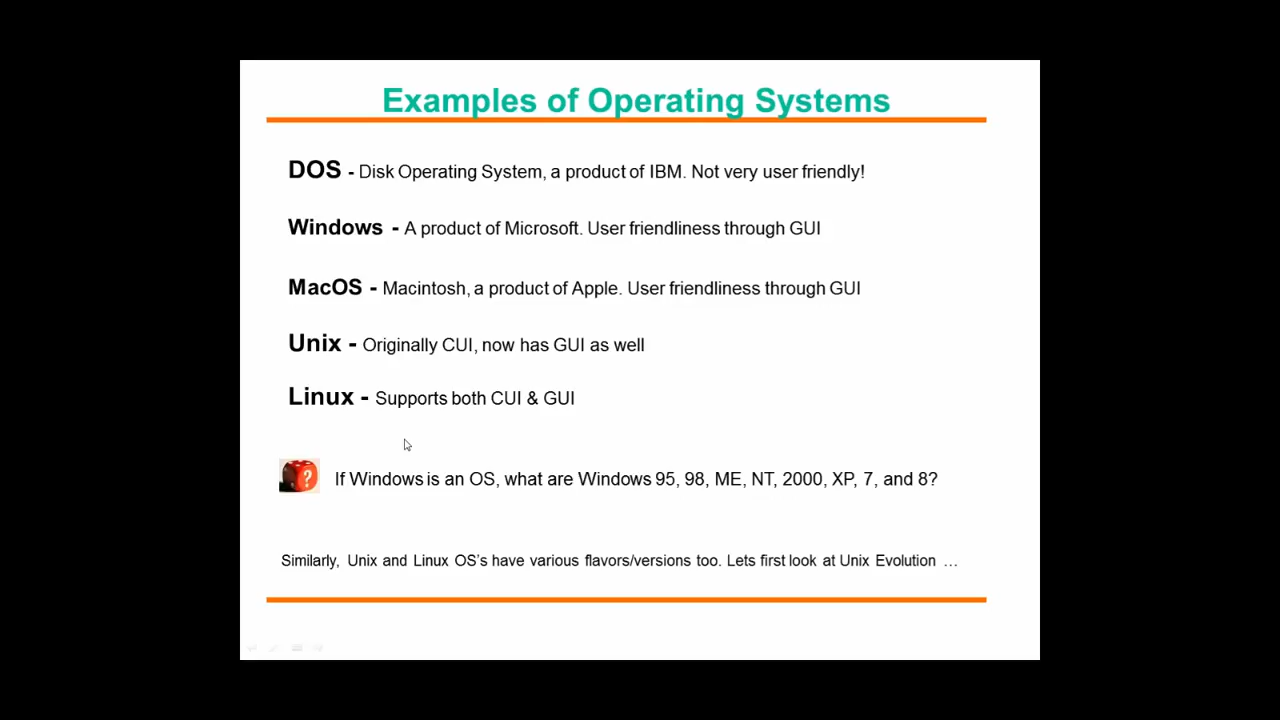 Examples of Operating Systems
DOS - Disk Operating System, a product of IBM. Not very user friendly!
Windows - A product of Microsoft. User friendliness through GUI
MacOS - Macintosh, a product of Apple. User friendliness through GUI
Unix - Originally CUI, now has GUI as well
Linux - Supports both CUI & GUI
?
If Windows is an OS, what are Windows 95, 98, ME, NT, 2000, XP, 7, and 8?
Similarly, Unix and Linux OS's have various flavors/versions too. Lets first look at Unix Evolution …